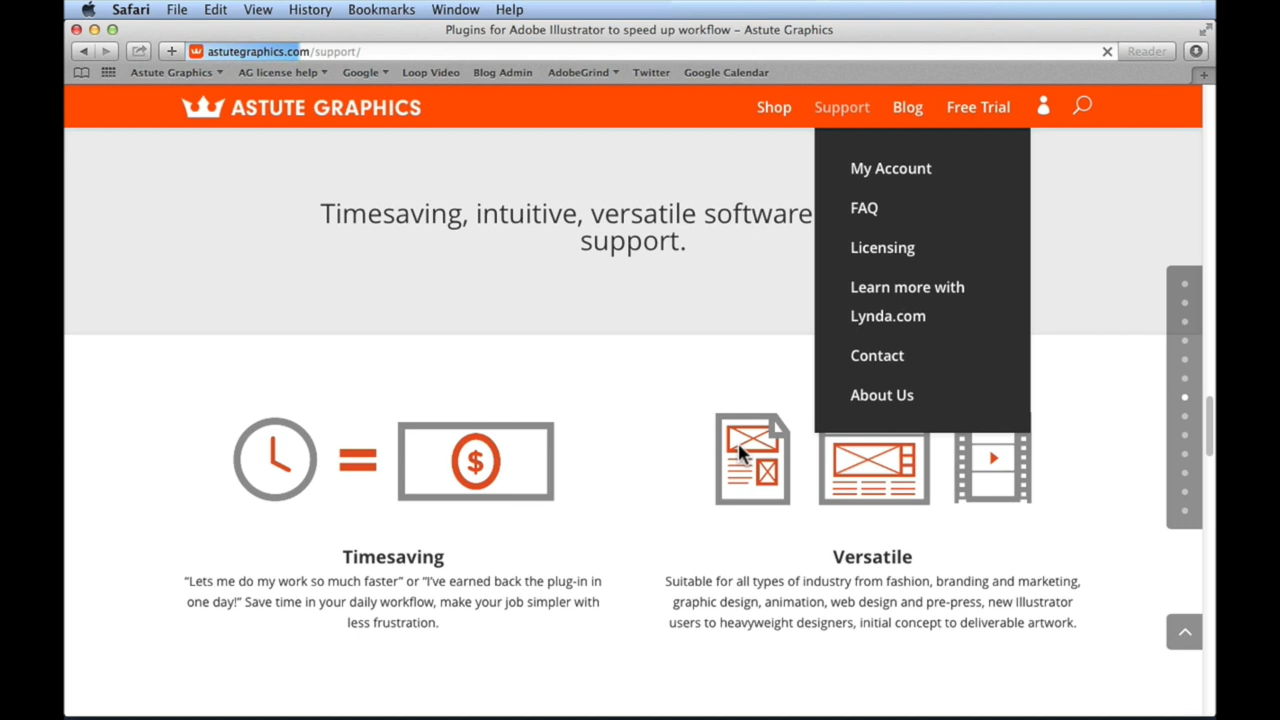 Safari File Edit View History Bookmarks Window Help
Plugins for Adobe Illustrator to speed up workflow – Astute Graphics
astutegraphics.com/support/
Reader
Astute Graphics AG license help Google Loop Video Blog Admin AdobeGrind Twitter Google Calendar
ASTUTE GRAPHICS
Shop Support Blog Free Trial
My Account
FAQ
Licensing
Learn more with
Lynda.com
Contact
About Us
Timesaving, intuitive, versatile software
support.
$
Timesaving
“Lets me do my work so much faster” or “I’ve earned back the plug-in in
one day!” Save time in your daily workflow, make your job simpler with
less frustration.
Versatile
Suitable for all types of industry from fashion, branding and marketing,
graphic design, animation, web design and pre-press, new Illustrator
users to heavyweight designers, initial concept to deliverable artwork.